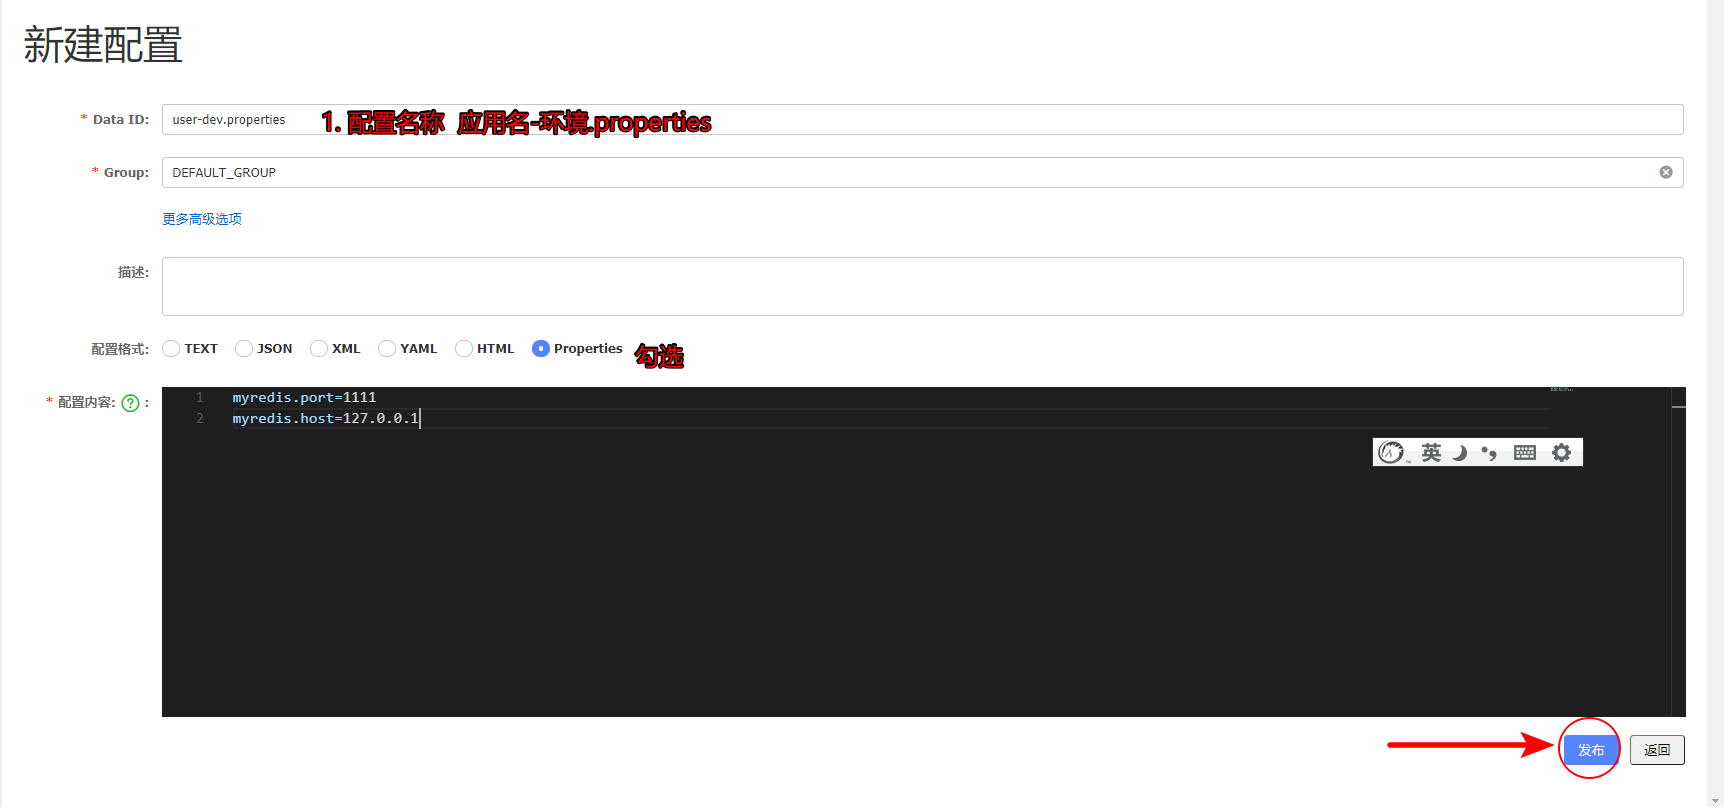 新建配置
* Data ID: user-dev.properties 1. 配置名称 应用名-环境.properties
* Group: DEFAULT_GROUP
更多高级选项
描述:
配置格式: TEXT JSON XML YAML HTML Properties 勾选
* 配置内容: ? :
1 myredis.port=1111
2 myredis.host=127.0.0.1
英
发布 返回